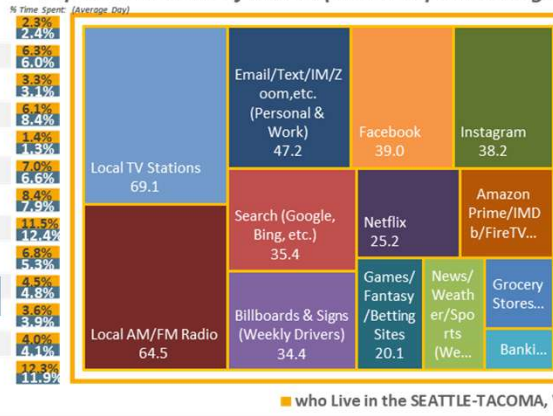 % Time Spent: (Average Day)
2.3%
2.4%
6.3%
6.0%
3.3%
3.1%
6.1%
8.4%
1.4%
1.3%
7.0%
6.6%
8.4%
7.9%
11.5%
12.4%
6.8%
5.3%
4.5%
4.8%
3.6%
3.9%
4.0%
4.1%
12.3%
11.9%
Local TV Stations
69.1
Local AM/FM Radio
64.5
Email/Text/IM/Z
oom,etc.
(Personal &
Work)
47.2
Facebook
39.0
Instagram
38.2
Search (Google,
Bing, etc.)
35.4
Netflix
25.2
Amazon
Prime/IMD
b/FireTV...
Billboards & Signs
(Weekly Drivers)
34.4
Games/
Fantasy
/Betting
Sites
20.1
News/
Weath
er/Spo
rts
(We...
Grocery
Stores...
Banki...
who Live in the SEATTLE-TACOMA,